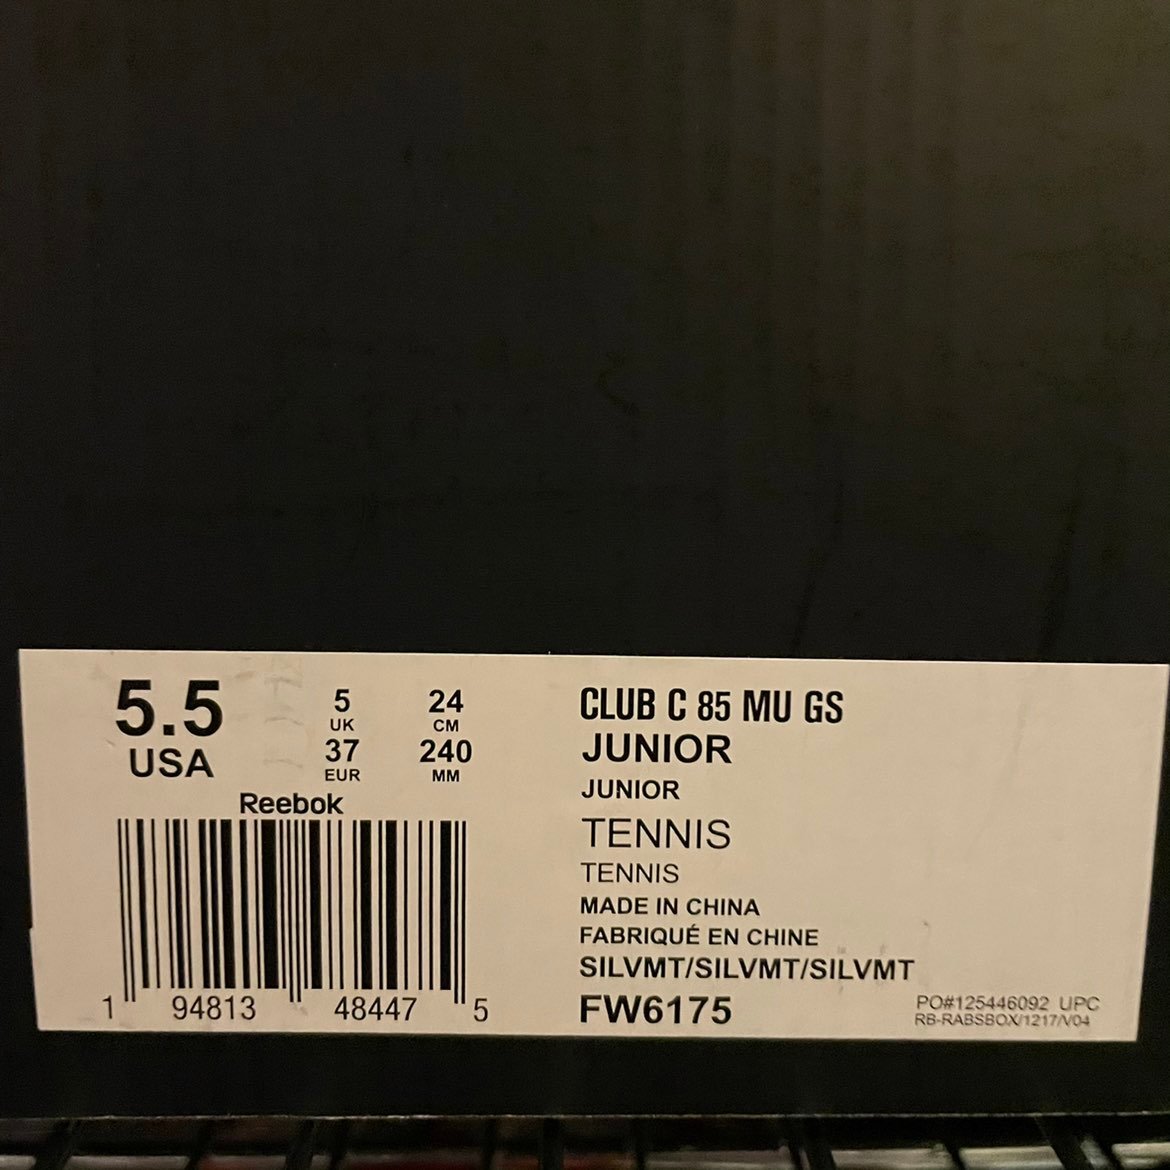 5.5
USA
5
UK
37
EUR
24
CM
240
MM
Reebok
1 94813 48447 5
CLUB C 85 MU GS
JUNIOR
JUNIOR
TENNIS
TENNIS
MADE IN CHINA
FABRIQUÉ EN CHINE
SILVMT/SILVMT/SILVMT
FW6175
PO#125446092 UPC
RB-RABSBOX/1217/V04